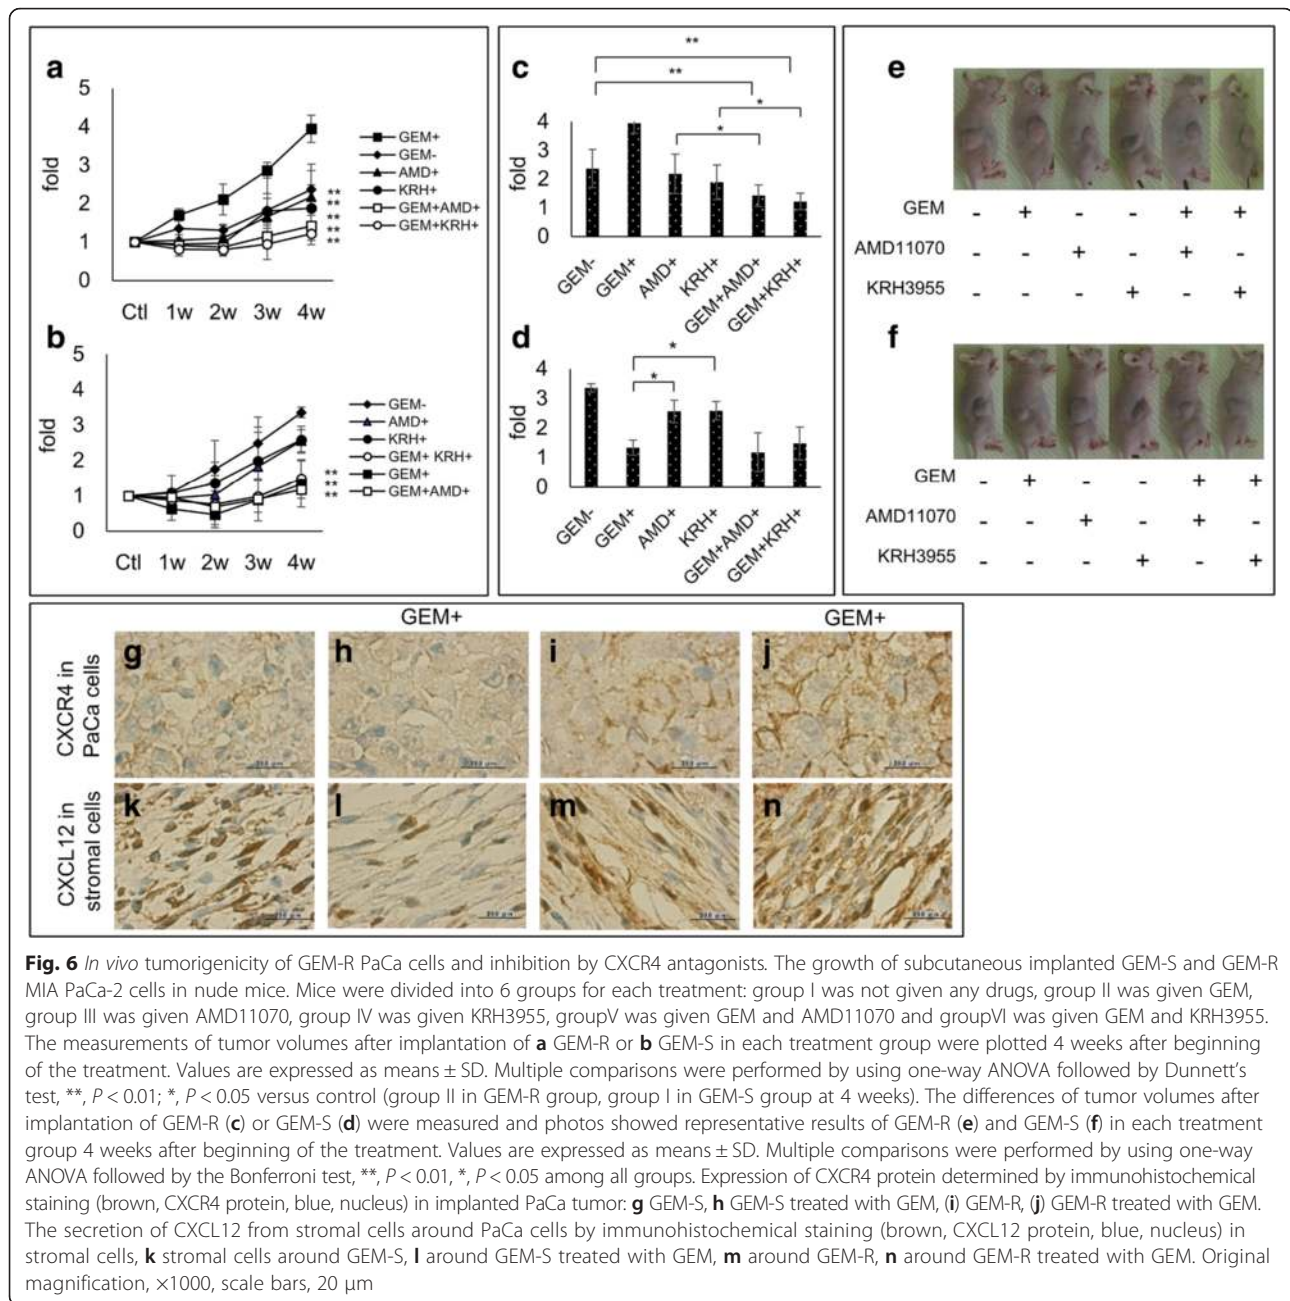 a
5
4
3
2
1
0
fold
Ctl 1w 2w 3w 4w
GEM+
GEM-
AMD+
KRH+
GEM+AMD+
GEM+KRH+
**
**
**
**
**
b
5
4
3
2
1
0
fold
Ctl 1w 2w 3w 4w
GEM-
AMD+
KRH+
GEM+ KRH+
GEM+
GEM+AMD+
**
**
**
c
**
**
*
*
4
3
2
1
0
fold
GEM- GEM+ AMD+ KRH+ GEM+AMD+ GEM+KRH+
d
*
*
4
3
2
1
0
fold
GEM- GEM+ AMD+ KRH+ GEM+AMD+ GEM+KRH+
e
GEM - + - - + +
AMD11070 - - + - + -
KRH3955 - - - + - +
f
GEM - + - - + +
AMD11070 - - + - + -
KRH3955 - - - + - +
GEM+ GEM+
CXCR4 in
PaCa cells
g h i j
CXCL12 in
stromal cells
k l m n
Fig. 6 In vivo tumorigenicity of GEM-R PaCa cells and inhibition by CXCR4 antagonists. The growth of subcutaneous implanted GEM-S and GEM-R
MIA PaCa-2 cells in nude mice. Mice were divided into 6 groups for each treatment: group I was not given any drugs, group II was given GEM,
group III was given AMD11070, group IV was given KRH3955, groupV was given GEM and AMD11070 and groupVI was given GEM and KRH3955.
The measurements of tumor volumes after implantation of a GEM-R or b GEM-S in each treatment group were plotted 4 weeks after beginning
of the treatment. Values are expressed as means ± SD. Multiple comparisons were performed by using one-way ANOVA followed by Dunnett's
test, **, P < 0.01; *, P < 0.05 versus control (group II in GEM-R group, group I in GEM-S group at 4 weeks). The differences of tumor volumes after
implantation of GEM-R (c) or GEM-S (d) were measured and photos showed representative results of GEM-R (e) and GEM-S (f) in each treatment
group 4 weeks after beginning of the treatment. Values are expressed as means ± SD. Multiple comparisons were performed by using one-way
ANOVA followed by the Bonferroni test, **, P < 0.01, *, P < 0.05 among all groups. Expression of CXCR4 protein determined by immunohistochemical
staining (brown, CXCR4 protein, blue, nucleus) in implanted PaCa tumor: g GEM-S, h GEM-S treated with GEM, (i) GEM-R, (j) GEM-R treated with GEM.
The secretion of CXCL12 from stromal cells around PaCa cells by immunohistochemical staining (brown, CXCL12 protein, blue, nucleus) in
stromal cells, k stromal cells around GEM-S, l around GEM-S treated with GEM, m around GEM-R, n around GEM-R treated with GEM. Original
magnification, ×1000, scale bars, 20 µm